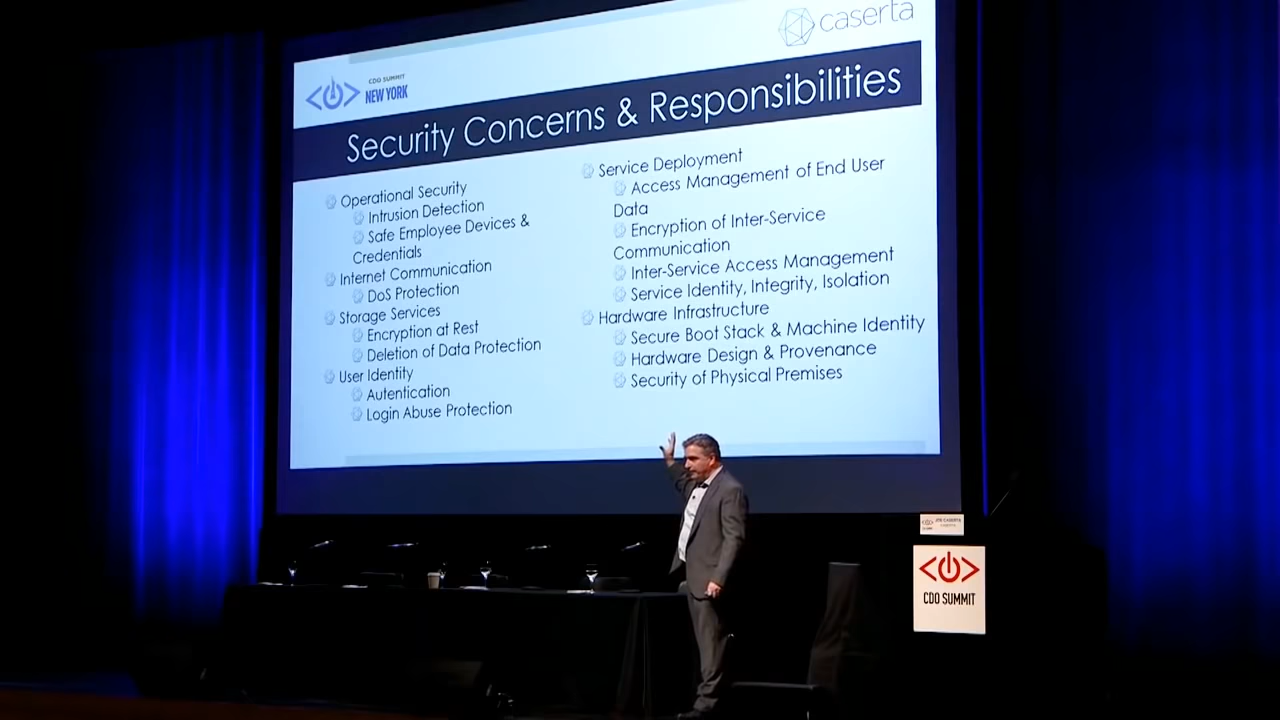 caserta
CDO SUMMIT
NEW YORK
Security Concerns & Responsibilities
Operational Security
Intrusion Detection
Safe Employee Devices &
Credentials
Internet Communication
DoS Protection
Storage Services
Encryption at Rest
Deletion of Data Protection
User Identity
Autentication
Login Abuse Protection
Service Deployment
Access Management of End User
Data
Encryption of Inter-Service
Communication
Inter-Service Access Management
Service Identity, Integrity, Isolation
Hardware Infrastructure
Secure Boot Stack & Machine Identity
Hardware Design & Provenance
Security of Physical Premises
JOE CASERTA
CDO SUMMIT